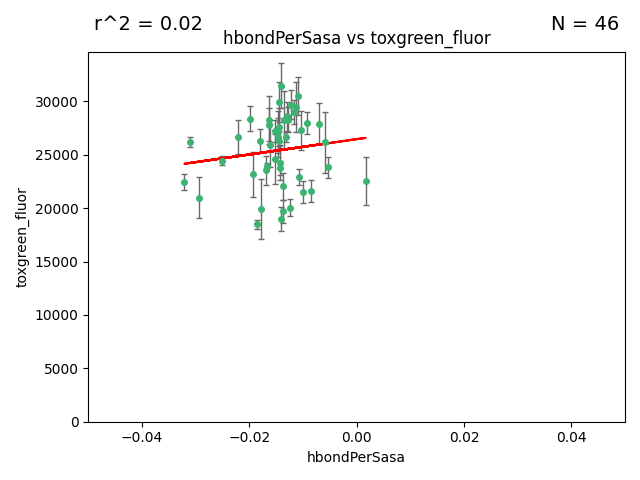 r^2 = 0.02
N = 46
hbondPerSasa vs toxgreen_fluor
30000
25000
20000
15000
10000
5000
0
toxgreen_fluor
−0.04
−0.02
0.00
0.02
0.04
hbondPerSasa